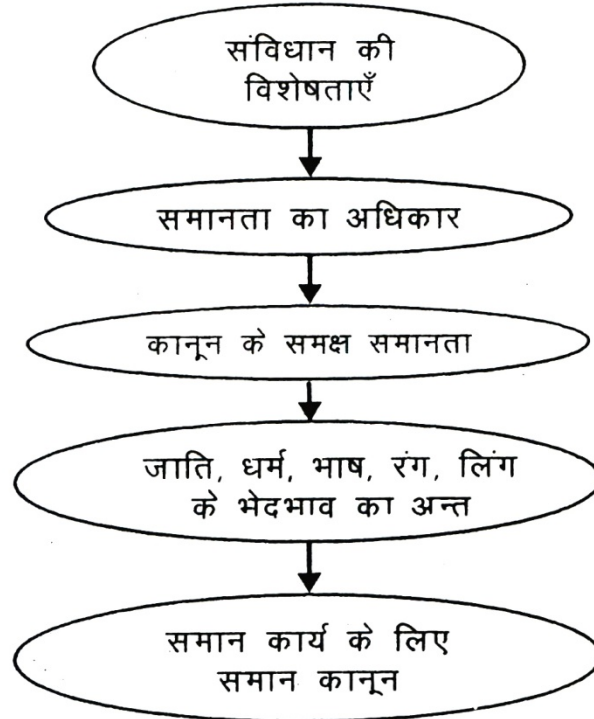 संविधान की
विशेषताएँ
समानता का अधिकार
कानून के समक्ष समानता
जाति, धर्म, भाष, रंग, लिंग
के भेदभाव का अन्त
समान कार्य के लिए
समान कानून